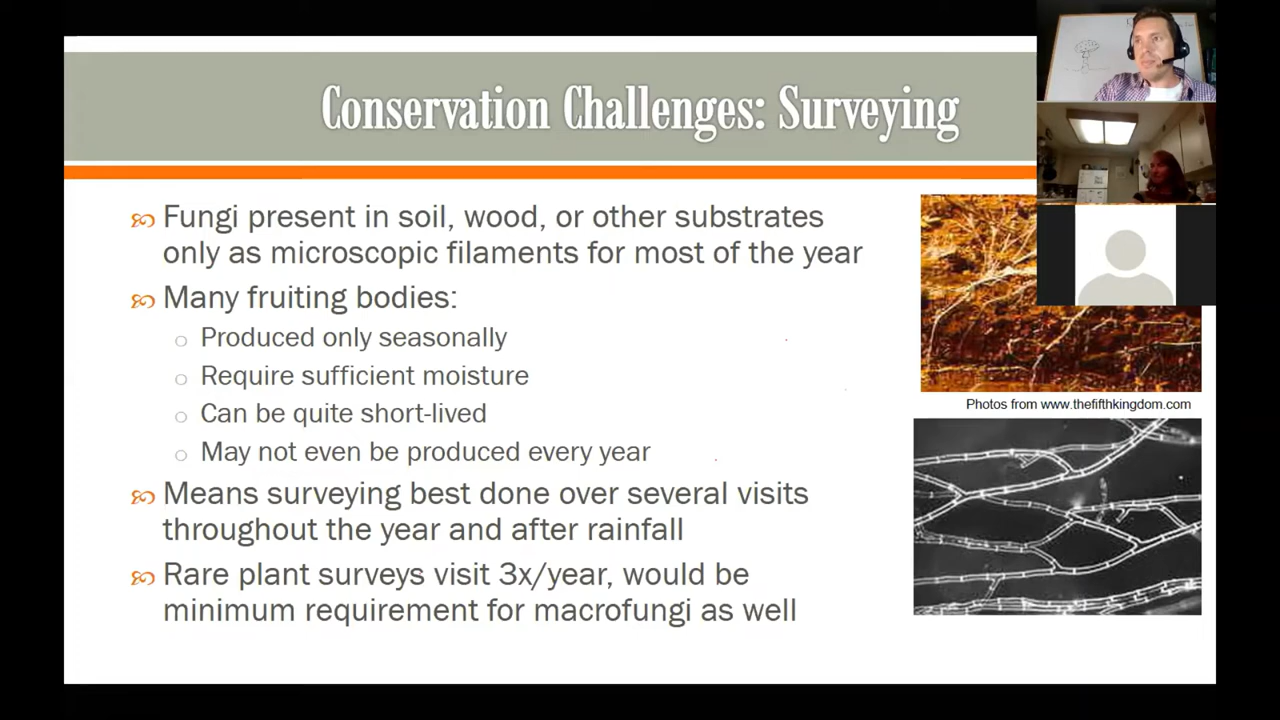 Conservation Challenges: Surveying
Fungi present in soil, wood, or other substrates
only as microscopic filaments for most of the year
Many fruiting bodies:
Produced only seasonally
Require sufficient moisture
Can be quite short-lived
May not even be produced every year
Means surveying best done over several visits
throughout the year and after rainfall
Rare plant surveys visit 3x/year, would be
minimum requirement for macrofungi as well
Photos from www.thefifthkingdom.com